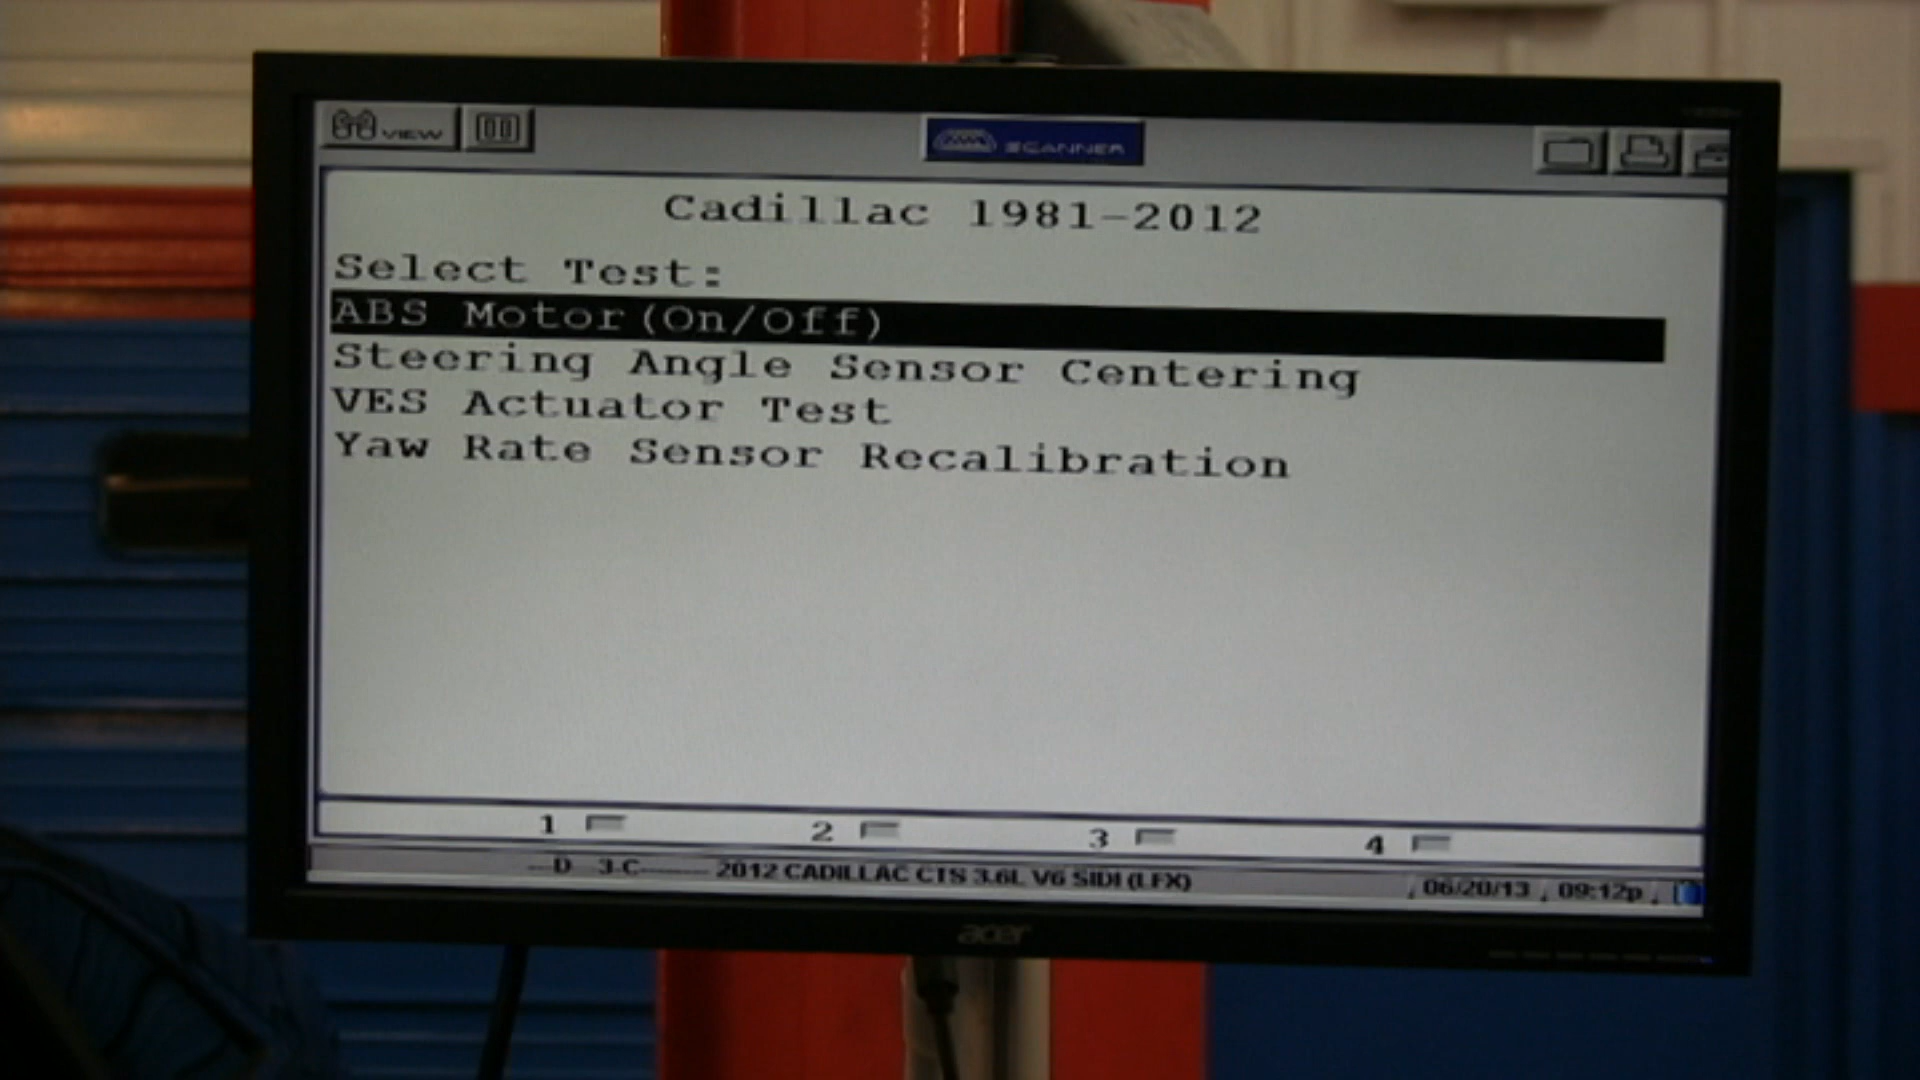 VIEW
SCANNER
Cadillac 1981-2012
Select Test:
ABS Motor(On/Off)
Steering Angle Sensor Centering
VES Actuator Test
Yaw Rate Sensor Recalibration
1 2 3 4
---D 3-C-------- 2012 CADILLAC CTS 3.6L V6 SIDI (LFX) 06/20/13 09:12p
acer